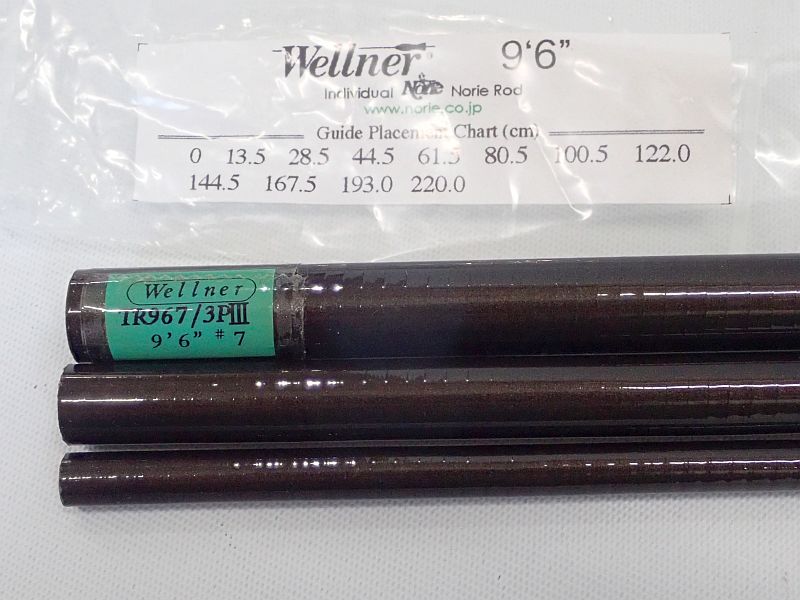 Wellner 9'6"
Individual Norie Norie Rod
www.norie.co.jp
Guide Placement Chart (cm)
0 13.5 28.5 44.5 61.5 80.5 100.5 122.0
144.5 167.5 193.0 220.0
Wellner
IR967/3PIII
9'6" #7